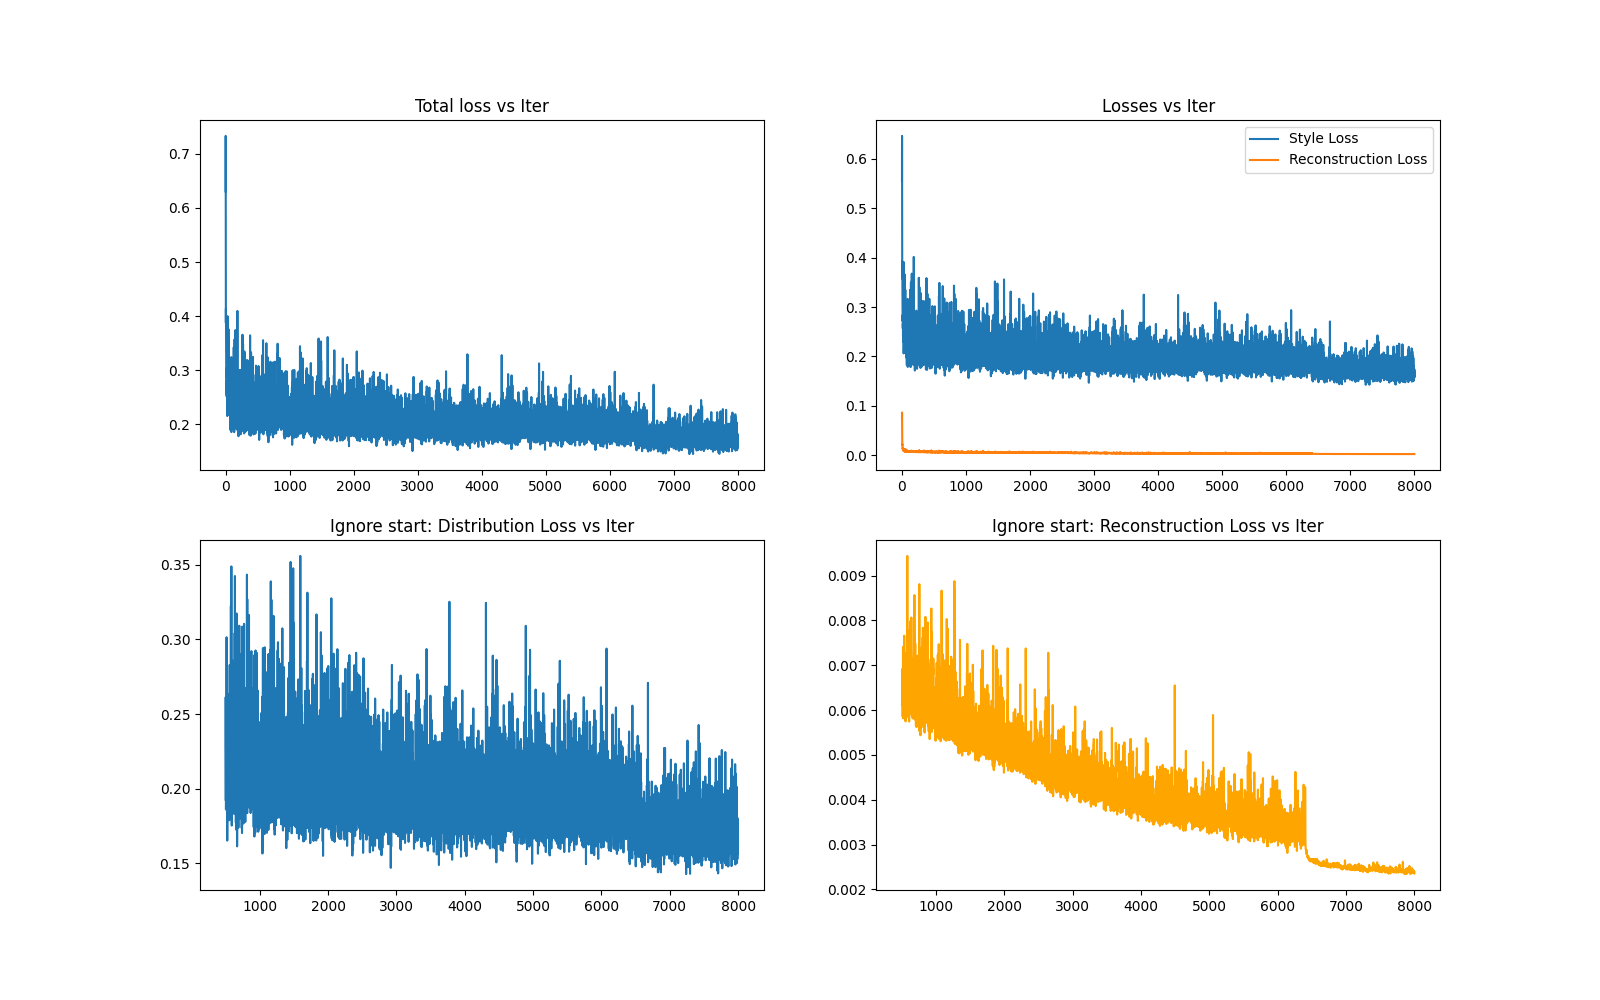 Total loss vs Iter
0.7
0.6
0.5
0.4
0.3
0.2
0 1000 2000 3000 4000 5000 6000 7000 8000
Losses vs Iter
Style Loss
Reconstruction Loss
0.6
0.5
0.4
0.3
0.2
0.1
0.0
0 1000 2000 3000 4000 5000 6000 7000 8000
Ignore start: Distribution Loss vs Iter
0.35
0.30
0.25
0.20
0.15
1000 2000 3000 4000 5000 6000 7000 8000
Ignore start: Reconstruction Loss vs Iter
0.009
0.008
0.007
0.006
0.005
0.004
0.003
0.002
1000 2000 3000 4000 5000 6000 7000 8000